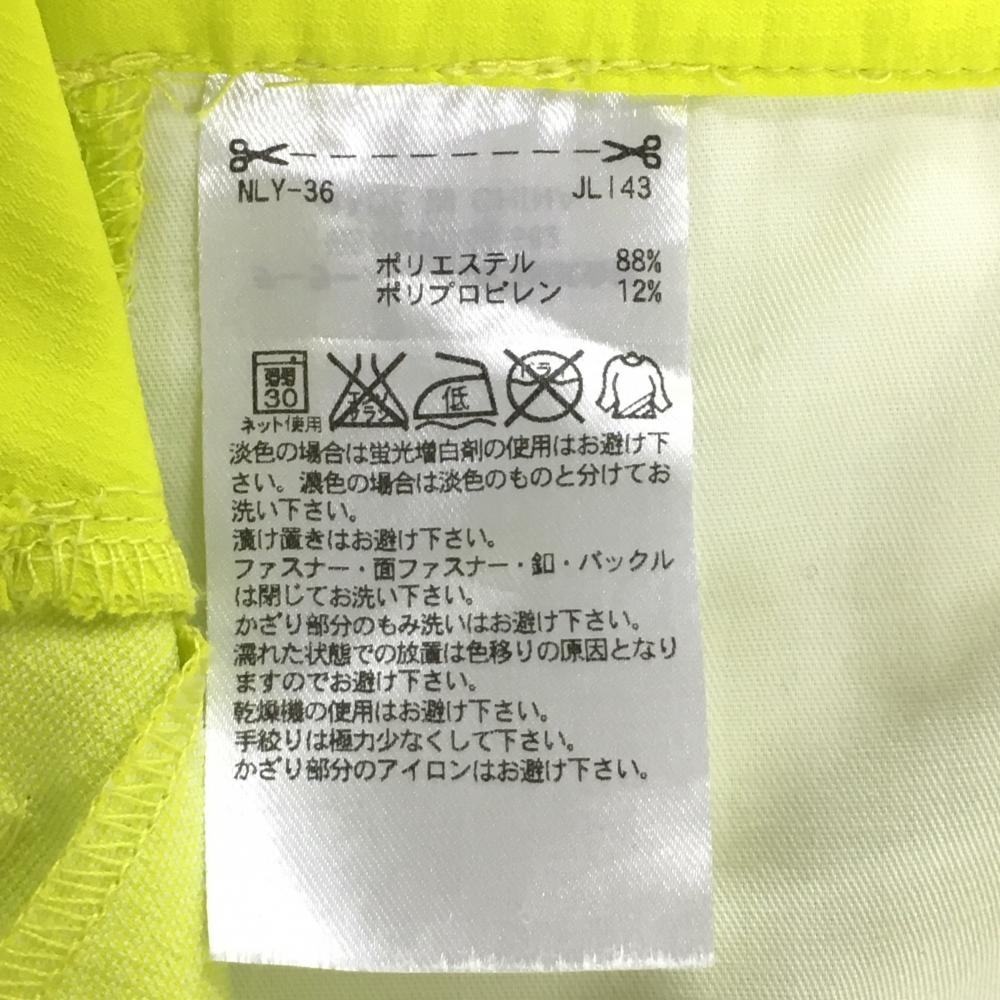 NLY-36 JL143
ポリエステル 88%
ポリプロピレン 12%
弱 30 エンソ サラシ 低 ドライ
ネット使用
淡色の場合は蛍光増白剤の使用はお避け下
さい。濃色の場合は淡色のものと分けてお
洗い下さい。
漬け置きはお避け下さい。
ファスナー・面ファスナー・釦・バックル
は閉じてお洗い下さい。
かざり部分のもみ洗いはお避け下さい。
濡れた状態での放置は色移りの原因となり
ますのでお避け下さい。
乾燥機の使用はお避け下さい。
手絞りは極力少なくして下さい。
かざり部分のアイロンはお避け下さい。